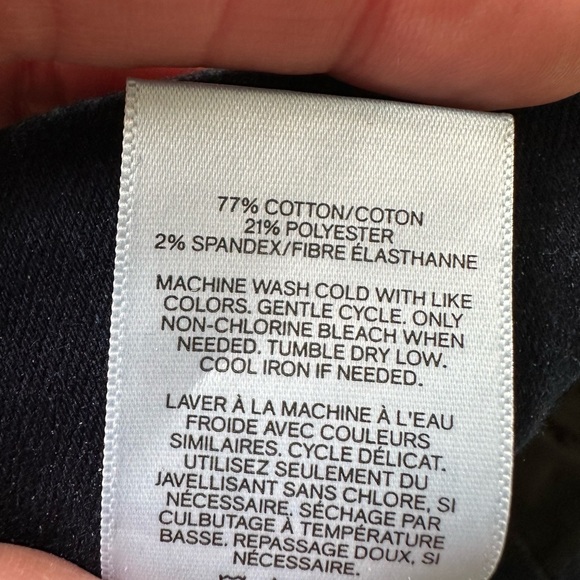 77% COTTON/COTON
21% POLYESTER
2% SPANDEX/FIBRE ÉLASTHANNE
MACHINE WASH COLD WITH LIKE
COLORS. GENTLE CYCLE. ONLY
NON-CHLORINE BLEACH WHEN
NEEDED. TUMBLE DRY LOW.
COOL IRON IF NEEDED.
LAVER À LA MACHINE À L'EAU
FROIDE AVEC COULEURS
SIMILAIRES. CYCLE DÉLICAT.
UTILISEZ SEULEMENT DU
JAVELLISANT SANS CHLORE, SI
NÉCESSAIRE. SÉCHAGE PAR
CULBUTAGE À TEMPÉRATURE
BASSE, REPASSAGE DOUX, SI
NÉCESSAIRE.